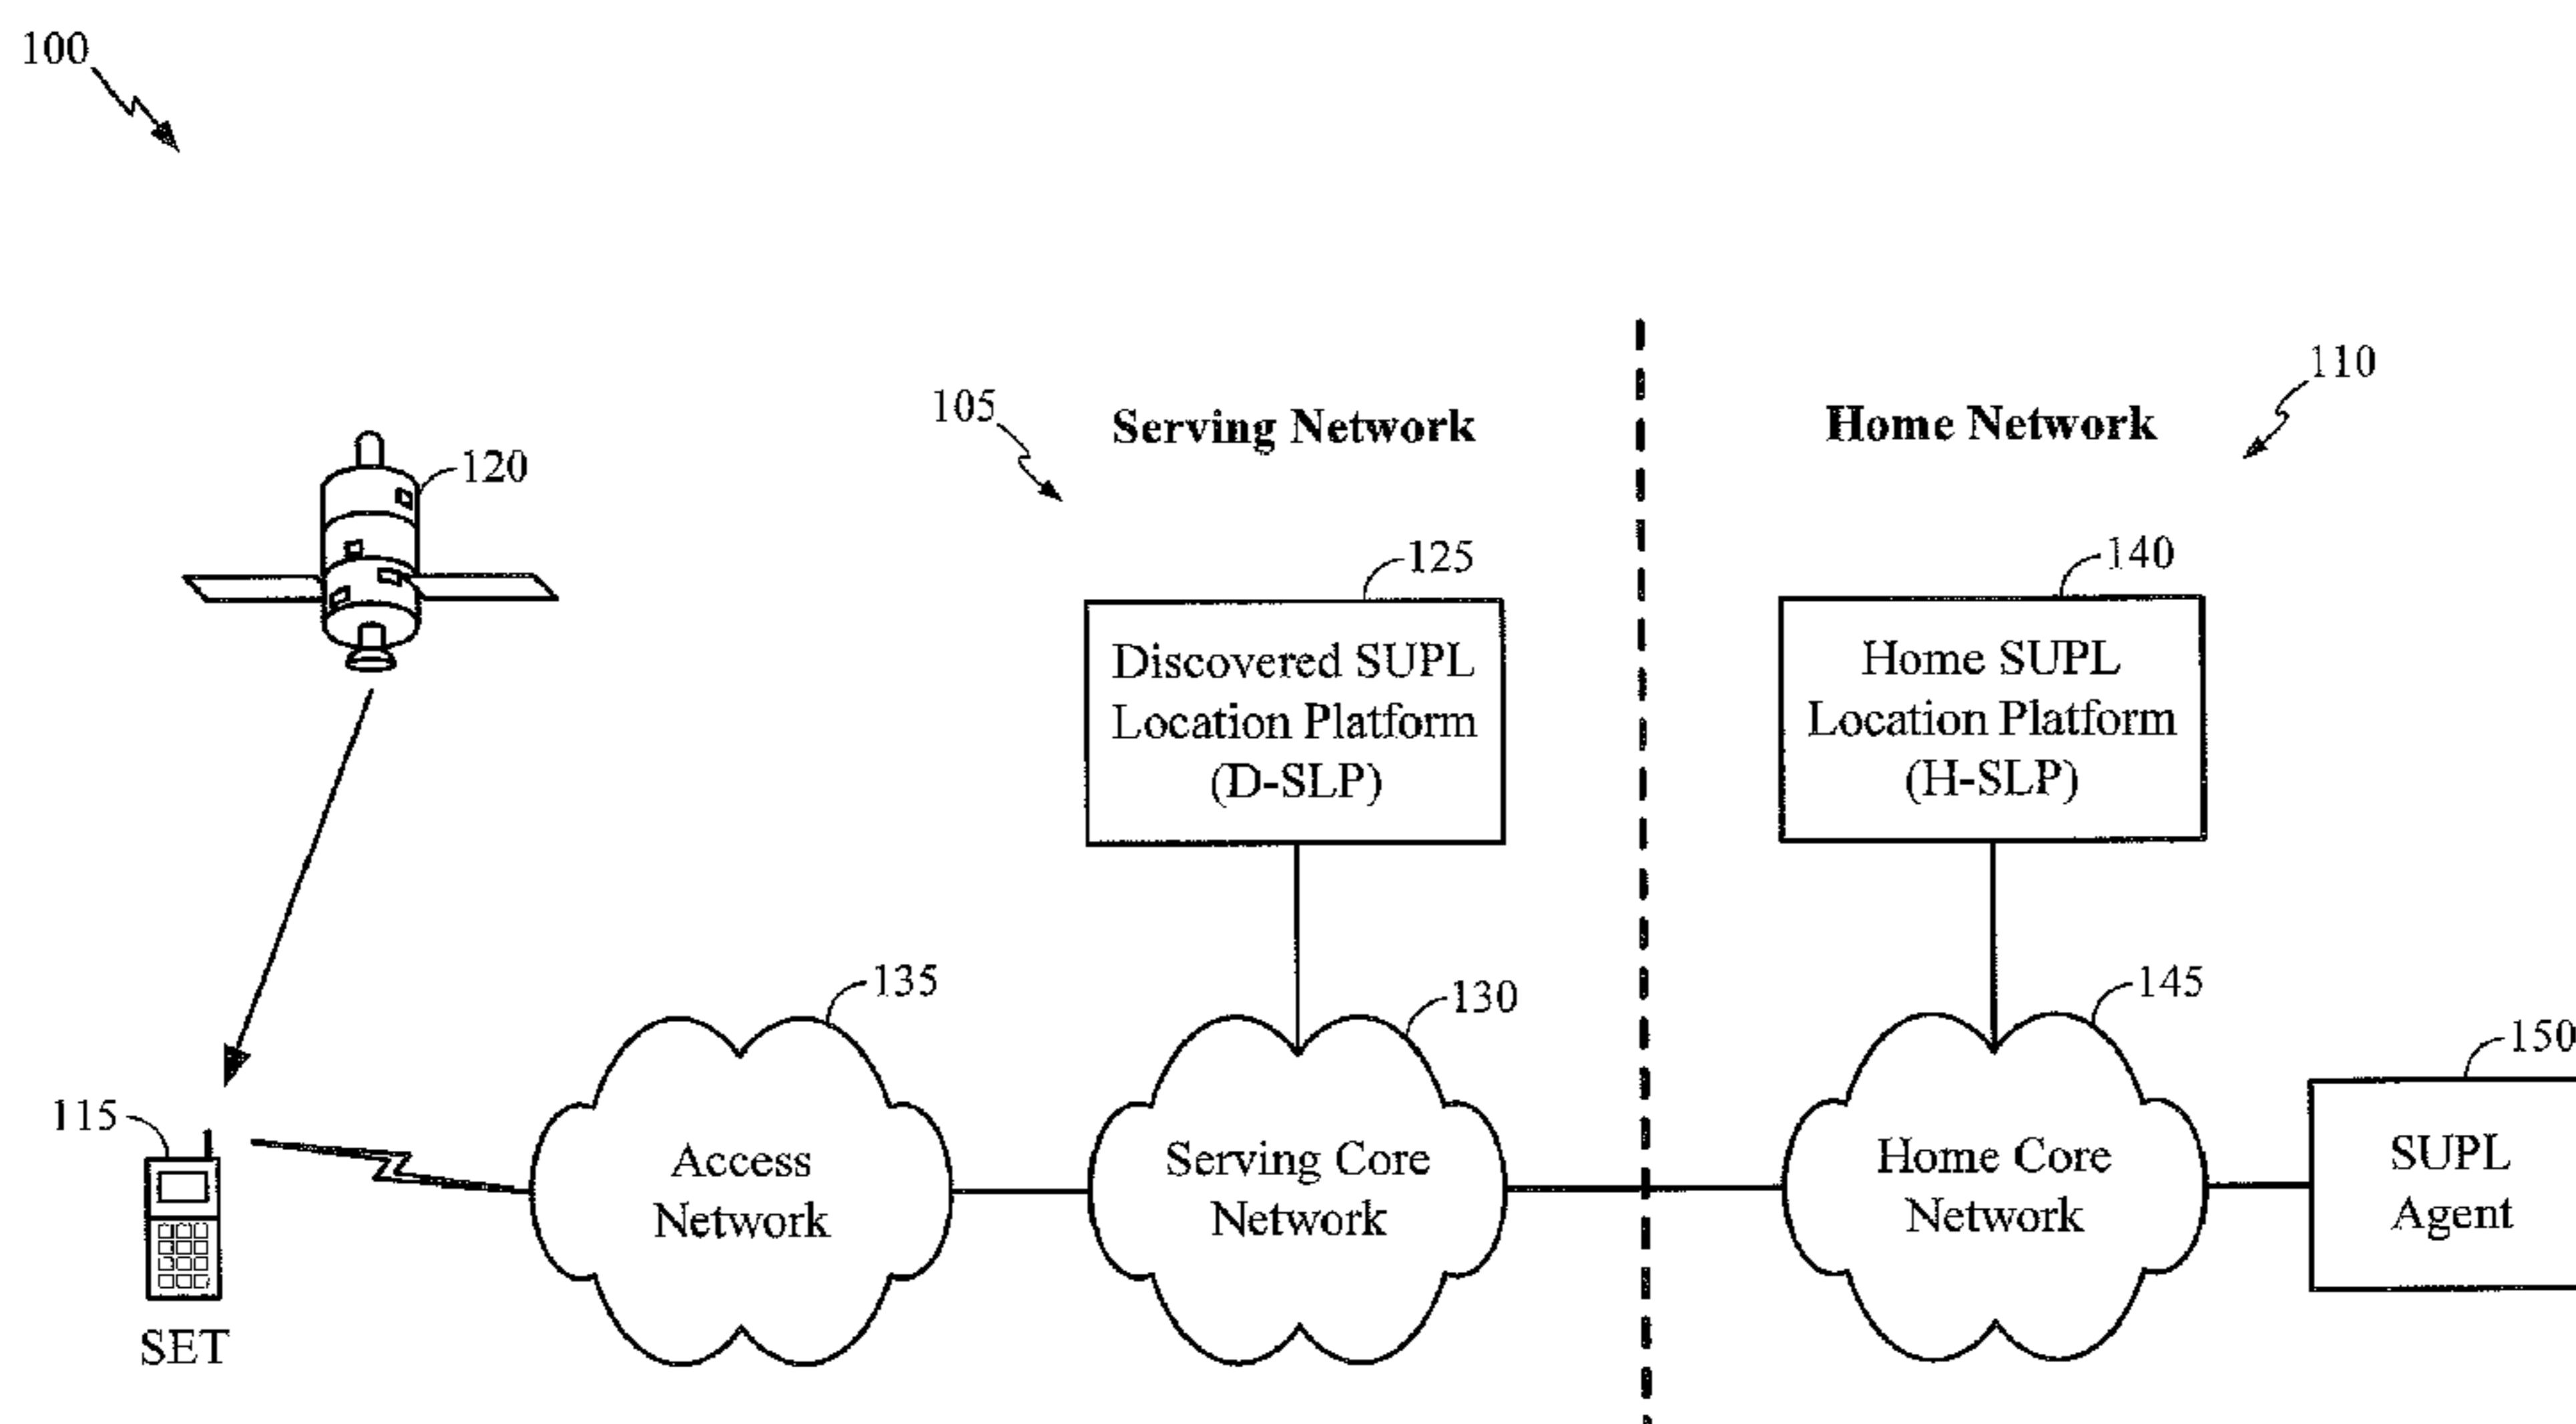 100
110
105
Serving Network
Home Network
120
125
140
Discovered SUPL
Location Platform
(D-SLP)
Home SUPL
Location Platform
(H-SLP)
135
130
145
150
115
Access
Network
Serving Core
Network
Home Core
Network
SUPL
Agent
SET